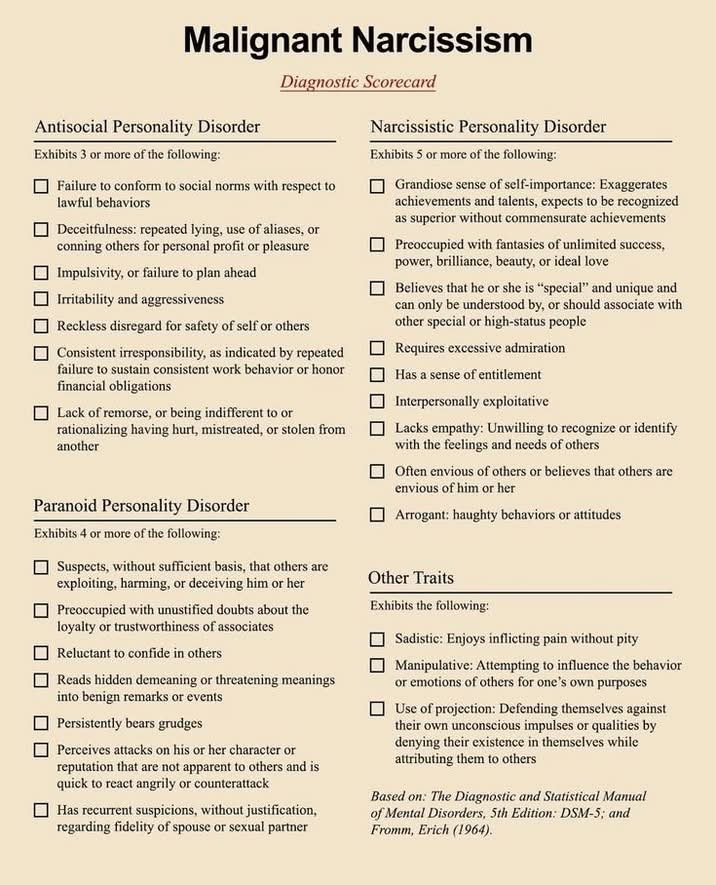 Malignant Narcissism
Diagnostic Scorecard
Antisocial Personality Disorder
Exhibits 3 or more of the following:
Failure to conform to social norms with respect to
lawful behaviors
Deceitfulness: repeated lying, use of aliases, or
conning others for personal profit or pleasure
Impulsivity, or failure to plan ahead
Irritability and aggressiveness
Reckless disregard for safety of self or others
Consistent irresponsibility, as indicated by repeated
failure to sustain consistent work behavior or honor
financial obligations
Lack of remorse, or being indifferent to or
rationalizing having hurt, mistreated, or stolen from
another
Paranoid Personality Disorder
Exhibits 4 or more of the following:
Suspects, without sufficient basis, that others are
exploiting, harming, or deceiving him or her
Preoccupied with unustified doubts about the
loyalty or trustworthiness of associates
Reluctant to confide in others
Reads hidden demeaning or threatening meanings
into benign remarks or events
Persistently bears grudges
Perceives attacks on his or her character or
reputation that are not apparent to others and is
quick to react angrily or counterattack
Has recurrent suspicions, without justification,
regarding fidelity of spouse or sexual partner
Narcissistic Personality Disorder
Exhibits 5 or more of the following:
Grandiose sense of self-importance: Exaggerates
achievements and talents, expects to be recognized
as superior without commensurate achievements
Preoccupied with fantasies of unlimited success,
power, brilliance, beauty, or ideal love
Believes that he or she is “special” and unique and
can only be understood by, or should associate with
other special or high-status people
Requires excessive admiration
Has a sense of entitlement
Interpersonally exploitative
Lacks empathy: Unwilling to recognize or identify
with the feelings and needs of others
Often envious of others or believes that others are
envious of him or her
Arrogant: haughty behaviors or attitudes
Other Traits
Exhibits the following:
Sadistic: Enjoys inflicting pain without pity
Manipulative: Attempting to influence the behavior
or emotions of others for one’s own purposes
Use of projection: Defending themselves against
their own unconscious impulses or qualities by
denying their existence in themselves while
attributing them to others
Based on: The Diagnostic and Statistical Manual
of Mental Disorders, 5th Edition: DSM-5; and
Fromm, Erich (1964).